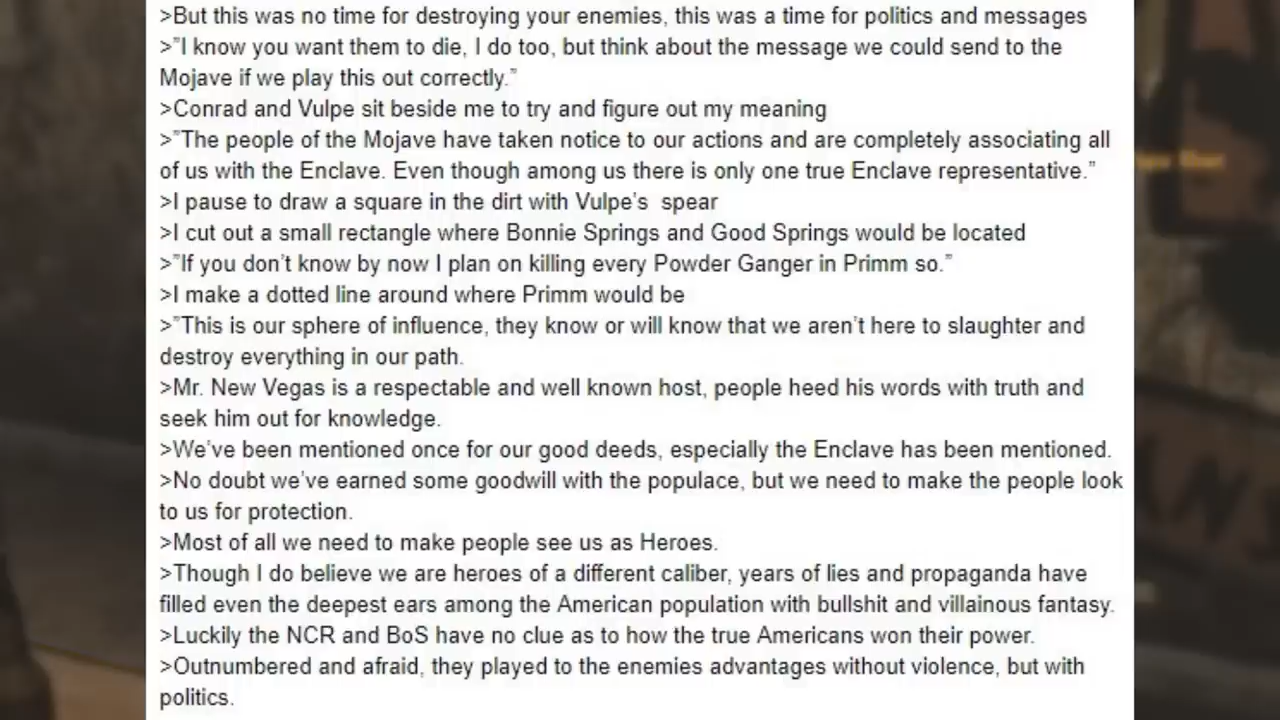 >But this was no time for destroying your enemies, this was a time for politics and messages
>"I know you want them to die, I do too, but think about the message we could send to the
Mojave if we play this out correctly."
>Conrad and Vulpe sit beside me to try and figure out my meaning
>"The people of the Mojave have taken notice to our actions and are completely associating all
of us with the Enclave. Even though among us there is only one true Enclave representative."
>I pause to draw a square in the dirt with Vulpe's  spear
>I cut out a small rectangle where Bonnie Springs and Good Springs would be located
>"If you don't know by now I plan on killing every Powder Ganger in Primm so."
>I make a dotted line around where Primm would be
>"This is our sphere of influence, they know or will know that we aren't here to slaughter and
destroy everything in our path.
>Mr. New Vegas is a respectable and well known host, people heed his words with truth and
seek him out for knowledge.
>We've been mentioned once for our good deeds, especially the Enclave has been mentioned.
>No doubt we've earned some goodwill with the populace, but we need to make the people look
to us for protection.
>Most of all we need to make people see us as Heroes.
>Though I do believe we are heroes of a different caliber, years of lies and propaganda have
filled even the deepest ears among the American population with bullshit and villainous fantasy.
>Luckily the NCR and BoS have no clue as to how the true Americans won their power.
>Outnumbered and afraid, they played to the enemies advantages without violence, but with
politics.